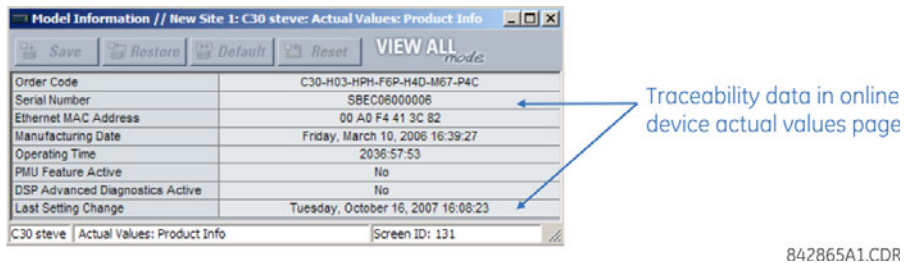 Model Information // New Site 1: C30 steve: Actual Values: Product Info
Save Restore Default Reset VIEW ALL mode
Order Code C30-H03-HPH-F6P-H4D-M67-P4C
Serial Number SBEC06000006
Ethernet MAC Address 00 A0 F4 41 3C 82
Manufacturing Date Friday, March 10, 2006 16:39:27
Operating Time 2036:57:53
PMU Feature Active No
DSP Advanced Diagnostics Active No
Last Setting Change Tuesday, October 16, 2007 16:08:23
C30 steve Actual Values: Product Info Screen ID: 131
Traceability data in online
device actual values page
842865A1.CDR